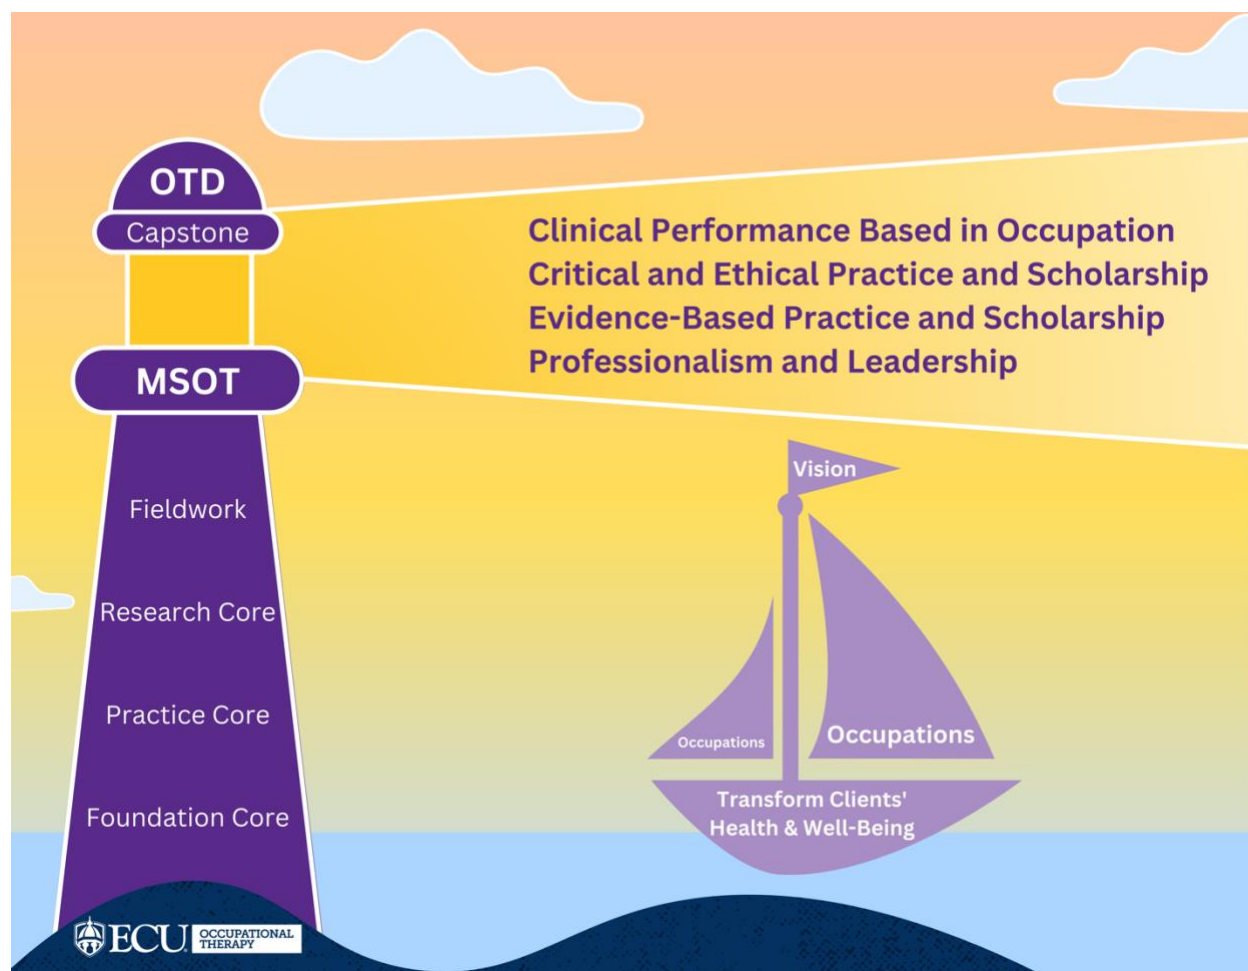 OTD
Capstone
MSOT
Fieldwork
Research Core
Practice Core
Foundation Core
Clinical Performance Based in Occupation
Critical and Ethical Practice and Scholarship
Evidence-Based Practice and Scholarship
Professionalism and Leadership
Vision
Occupations
Occupations
Transform Clients'
Health & Well-Being
ECU OCCUPATIONAL
THERAPY